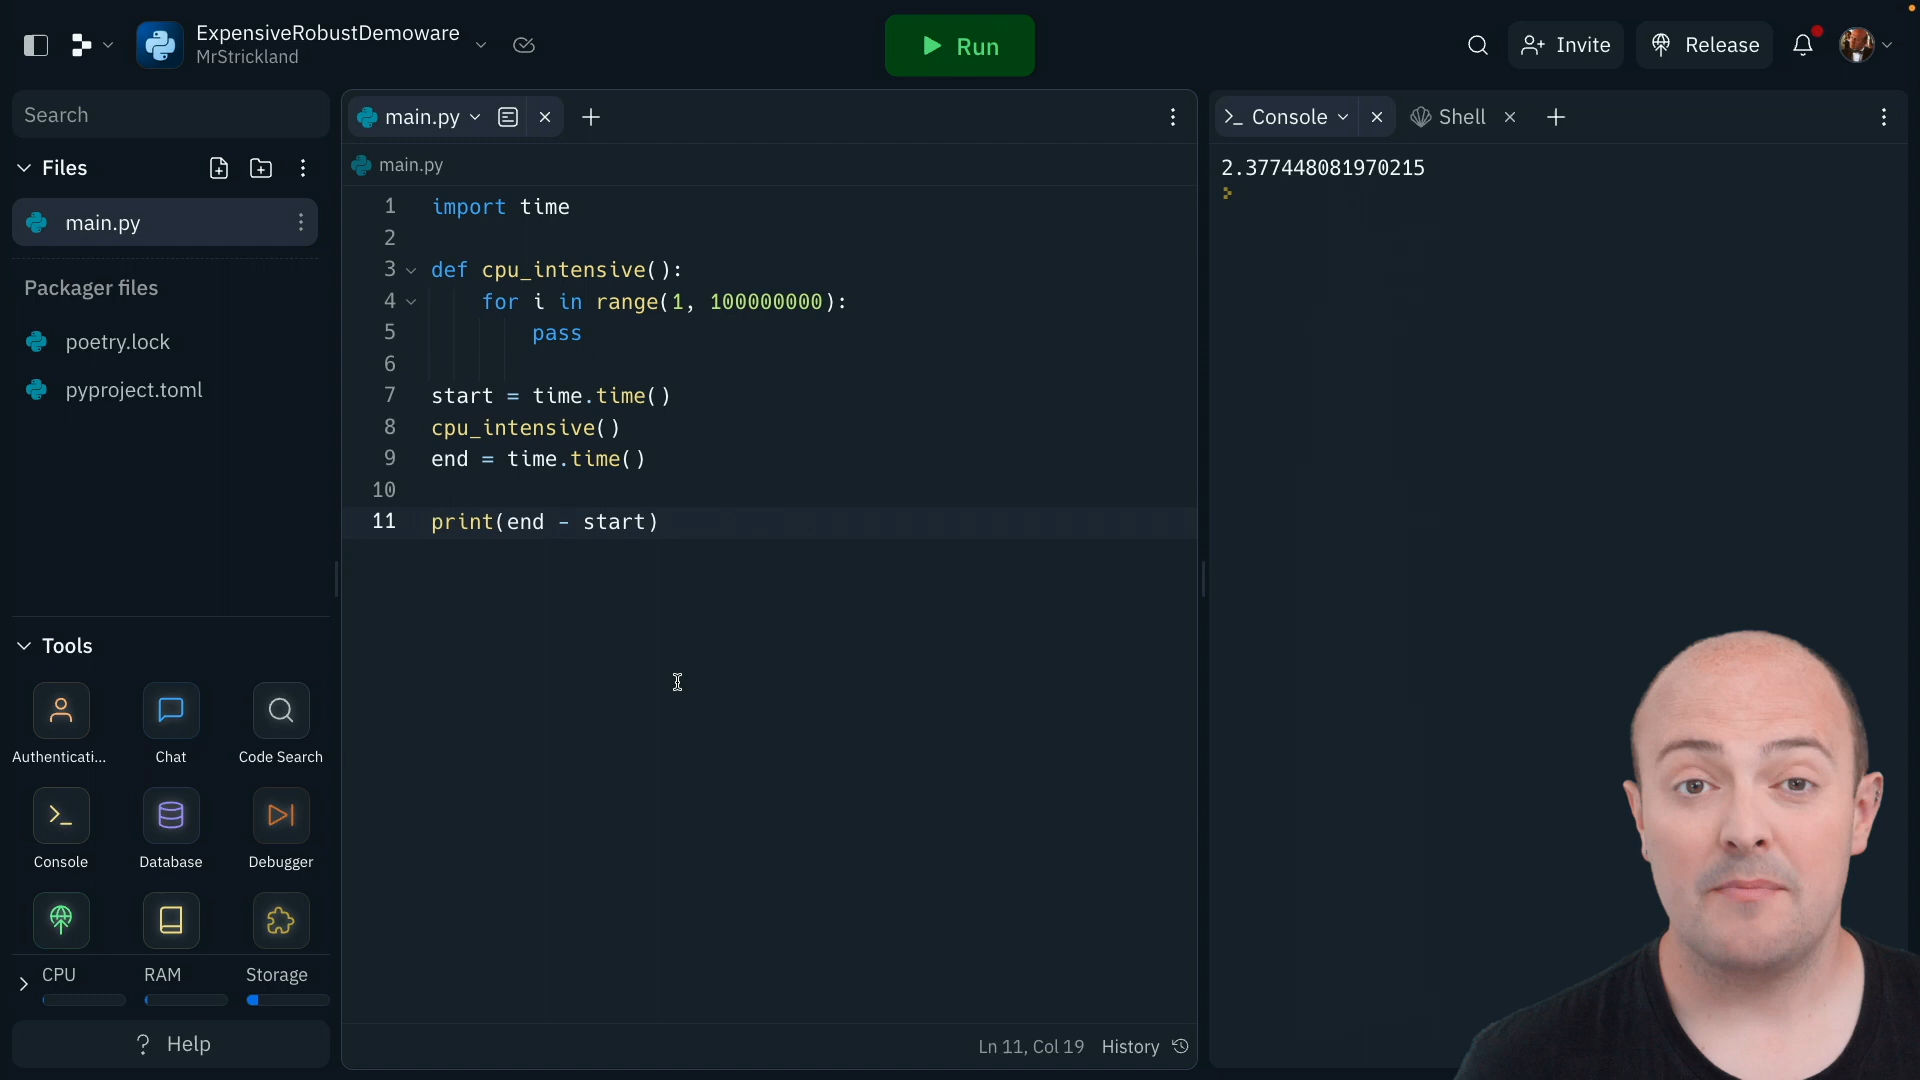 ExpensiveRobustDemoware
MrStrickland
Run
Invite
Release
Search
Files
main.py
Packager files
poetry.lock
pyproject.toml
Tools
Authenticati...
Chat
Code Search
Console
Database
Debugger
CPU
RAM
Storage
? Help
main.py
main.py
1 import time
2
3 def cpu_intensive():
4 for i in range(1, 100000000):
5 pass
6
7 start = time.time()
8 cpu_intensive()
9 end = time.time()
10
11 print(end - start)
Ln 11, Col 19 History
>_ Console
Shell
2.377448081970215